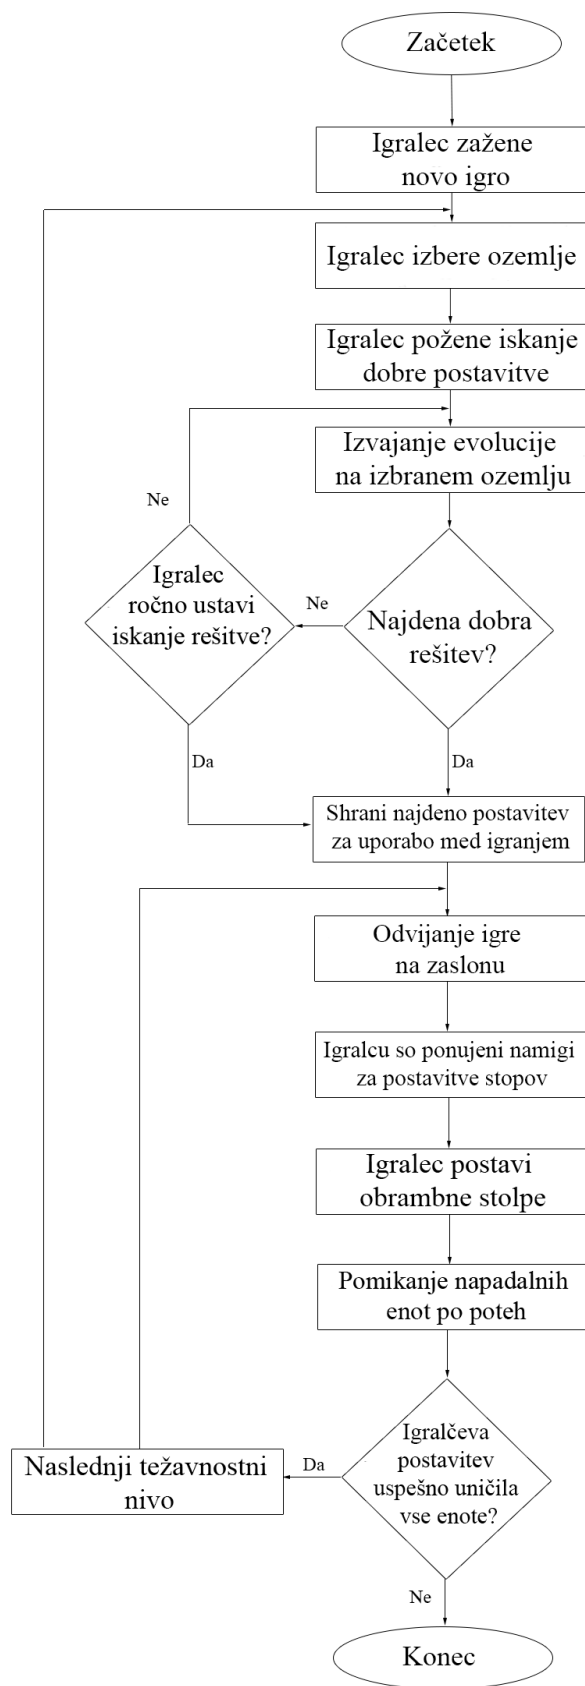 Začetek
Igralec zažene
novo igro
Igralec izbere ozemlje
Igralec požene iskanje
dobre postavitve
Izvajanje evolucije
na izbranem ozemlju
Ne
Igralec
ročno ustavi
iskanje rešitve?
Ne
Najdena dobra
rešitev?
Da
Da
Shrani najdeno postavitev
za uporabo med igranjem
Odvijanje igre
na zaslonu
Igralcu so ponujeni namigi
za postavitve stopov
Igralec postavi
obrambne stolpe
Pomikanje napadalnih
enot po poteh
Igralčeva
postavitev
uspešno uničila
vse enote?
Da
Naslednji težavnostni
nivo
Ne
Konec